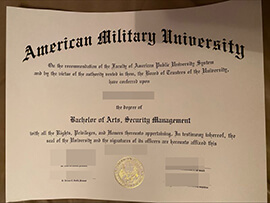 American Military University
On the recommendation of the Faculty of American Public University System
and by the virtue of the authority vested in them, the Board of Trustees of the University,
have conferred upon
the degree of
Bachelor of Arts, Security Management
with all the Rights, Privileges, and Honors thereunto appertaining. In testimony whereof, the
seal of the University and the signatures of its officers are hereunto affixed this